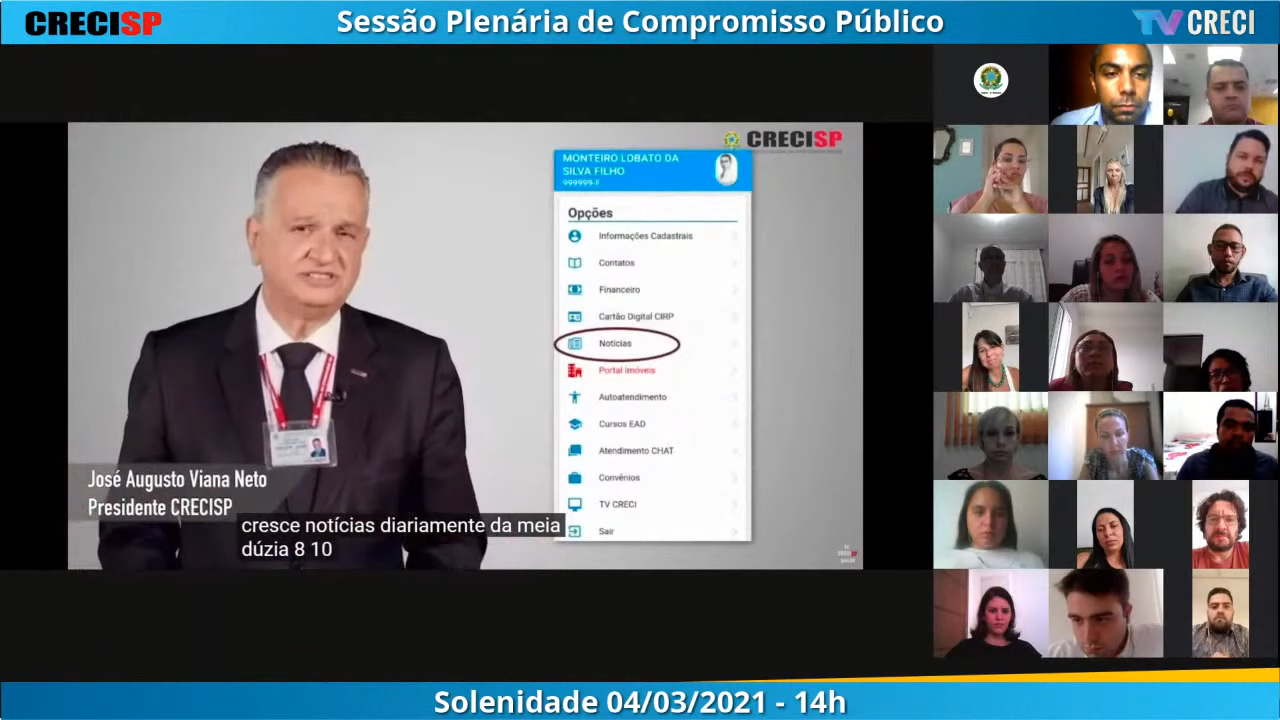 CRECISP
Sessão Plenária de Compromisso Público
TV CRECI
CRECISP
MONTEIRO LOBATO DA
SILVA FILHO
999999-F
Opções
Informações Cadastrais
Contatos
Financeiro
Cartão Digital CIRP
Notícias
Portal Imóveis
Autoatendimento
Cursos EAD
Atendimento CHAT
Convênios
TV CRECI
Sair
José Augusto Viana Neto
Presidente CRECISP
cresce notícias diariamente da meia
dúzia 8 10
Solenidade 04/03/2021 - 14h